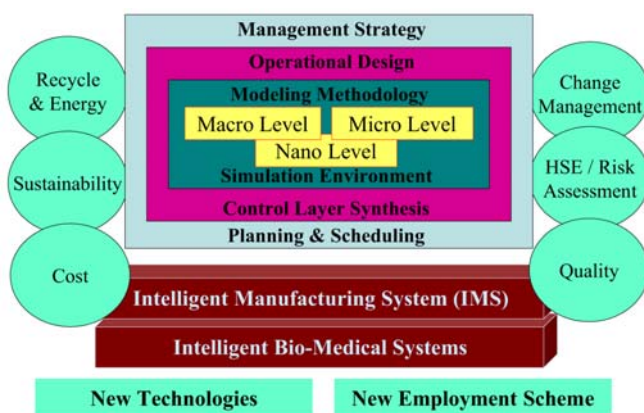 Management Strategy
Operational Design
Modeling Methodology
Macro Level
Micro Level
Nano Level
Simulation Environment
Control Layer Synthesis
Planning & Scheduling
Recycle
& Energy
Sustainability
Cost
Change
Management
HSE / Risk
Assessment
Quality
Intelligent Manufacturing System (IMS)
Intelligent Bio-Medical Systems
New Technologies
New Employment Scheme